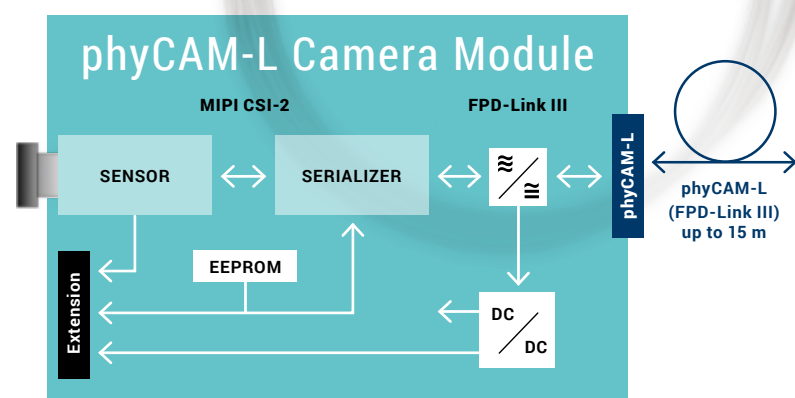 phyCAM-L Camera Module
MIPI CSI-2
FPD-Link III
SENSOR
SERIALIZER
≋
≅
phyCAM-L
phyCAM-L
(FPD-Link III)
up to 15 m
EEPROM
Extension
DC
DC